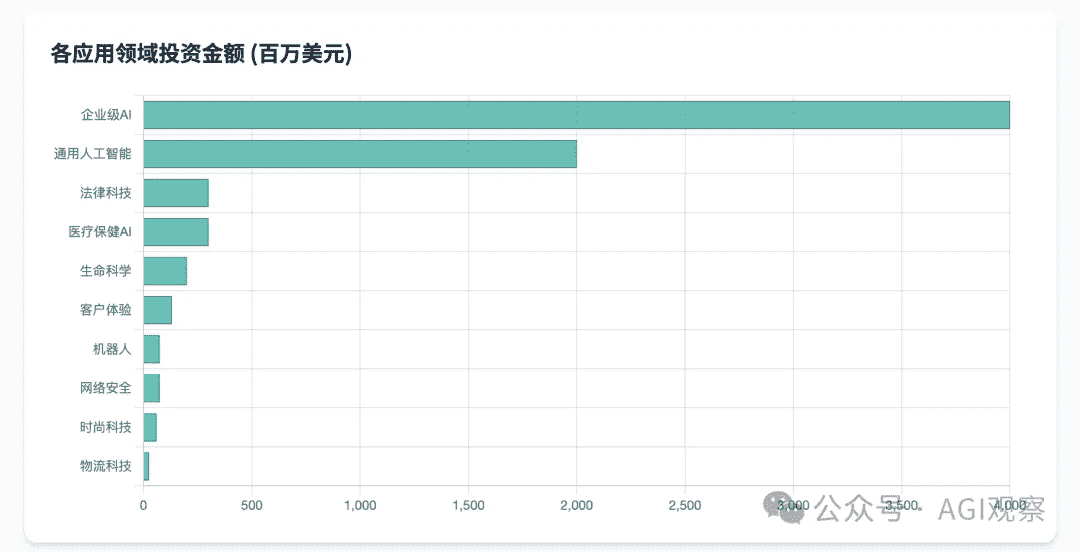 各应用领域投资金额 (百万美元)
企业级AI
通用人工智能
法律科技
医疗保健AI
生命科学
客户体验
机器人
网络安全
时尚科技
物流科技
0 500 1,000 1,500 2,000 2,500 3,000 3,500 4,000
公众号 · AGI观察